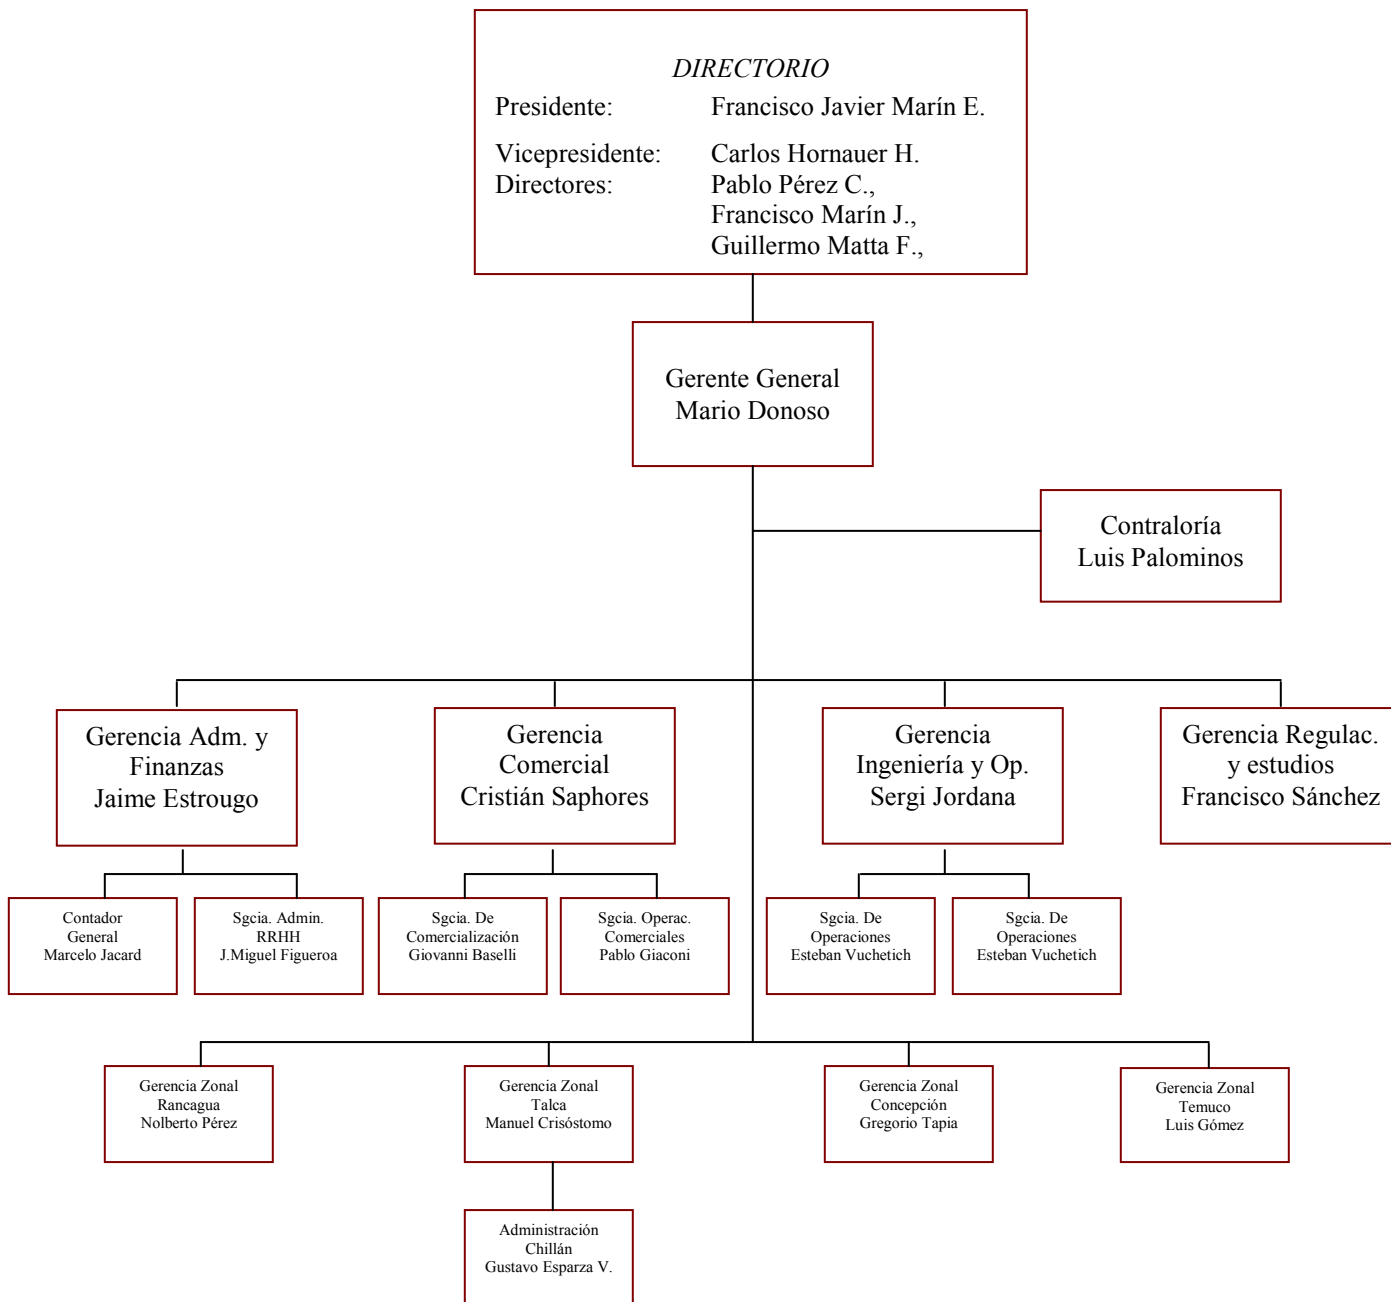 DIRECTORIO
Presidente: Francisco Javier Marín E.
Vicepresidente: Carlos Hornauer H.
Directores: Pablo Pérez C.,
Francisco Marín J.,
Guillermo Matta F.,
Gerente General
Mario Donoso
Contraloría
Luis Palominos
Gerencia Adm. y
Finanzas
Jaime Estrougo
Gerencia
Comercial
Cristián Saphores
Gerencia
Ingeniería y Op.
Sergi Jordana
Gerencia Regulac.
y estudios
Francisco Sánchez
Contador
General
Marcelo Jacard
Sgcia. Admin.
RRHH
J.Miguel Figueroa
Sgcia. De
Comercialización
Giovanni Baselli
Sgcia. Operac.
Comerciales
Pablo Giaconi
Sgcia. De
Operaciones
Esteban Vuchetich
Sgcia. De
Operaciones
Esteban Vuchetich
Gerencia Zonal
Rancagua
Nolberto Pérez
Gerencia Zonal
Talca
Manuel Crisóstomo
Gerencia Zonal
Concepción
Gregorio Tapia
Gerencia Zonal
Temuco
Luis Gómez
Administración
Chillán
Gustavo Esparza V.